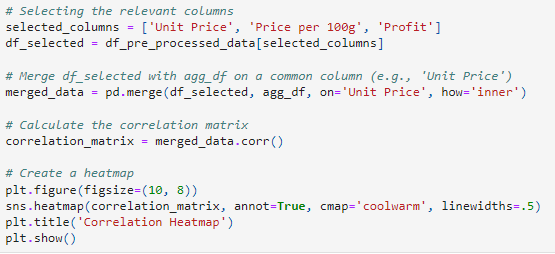 # Selecting the relevant columns
selected_columns = ['Unit Price', 'Price per 100g', 'Profit']
df_selected = df_pre_processed_data[selected_columns]
# Merge df_selected with agg_df on a common column (e.g., 'Unit Price')
merged_data = pd.merge(df_selected, agg_df, on='Unit Price', how='inner')
# Calculate the correlation matrix
correlation_matrix = merged_data.corr()
# Create a heatmap
plt.figure(figsize=(10, 8))
sns.heatmap(correlation_matrix, annot=True, cmap='coolwarm', linewidths=.5)
plt.title('Correlation Heatmap')
plt.show()